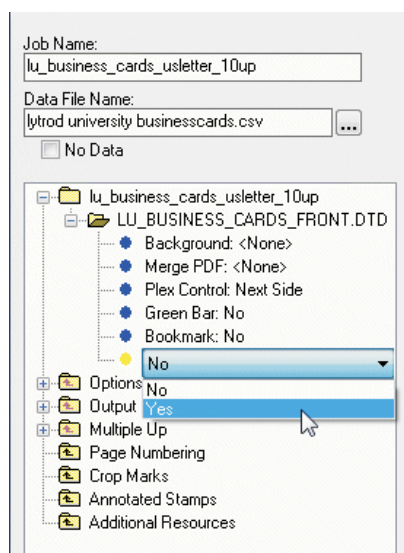 Job Name:
lu_business_cards_usletter_10up
Data File Name:
lytrod university businesscards.csv
...
No Data
lu_business_cards_usletter_10up
LU_BUSINESS_CARDS_FRONT.DTD
Background: <None>
Merge PDF: <None>
Plex Control: Next Side
Green Bar: No
Bookmark: No
No
Options
No
Output
Yes
Multiple Up
Page Numbering
Crop Marks
Annotated Stamps
Additional Resources